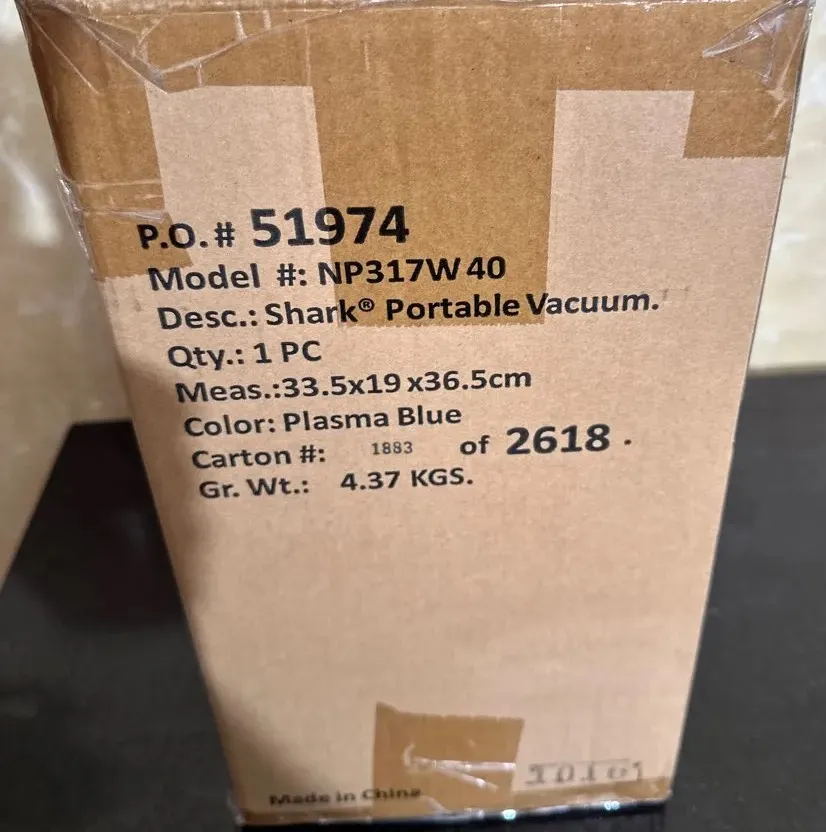 P.O.# 51974
Model #: NP317W 40
Desc.: Shark® Portable Vacuum.
Qty.: 1 PC
Meas.:33.5x19 x36.5cm
Color: Plasma Blue
Carton #: 1883 of 2618 .
Gr. Wt.: 4.37 KGS.
Made in China